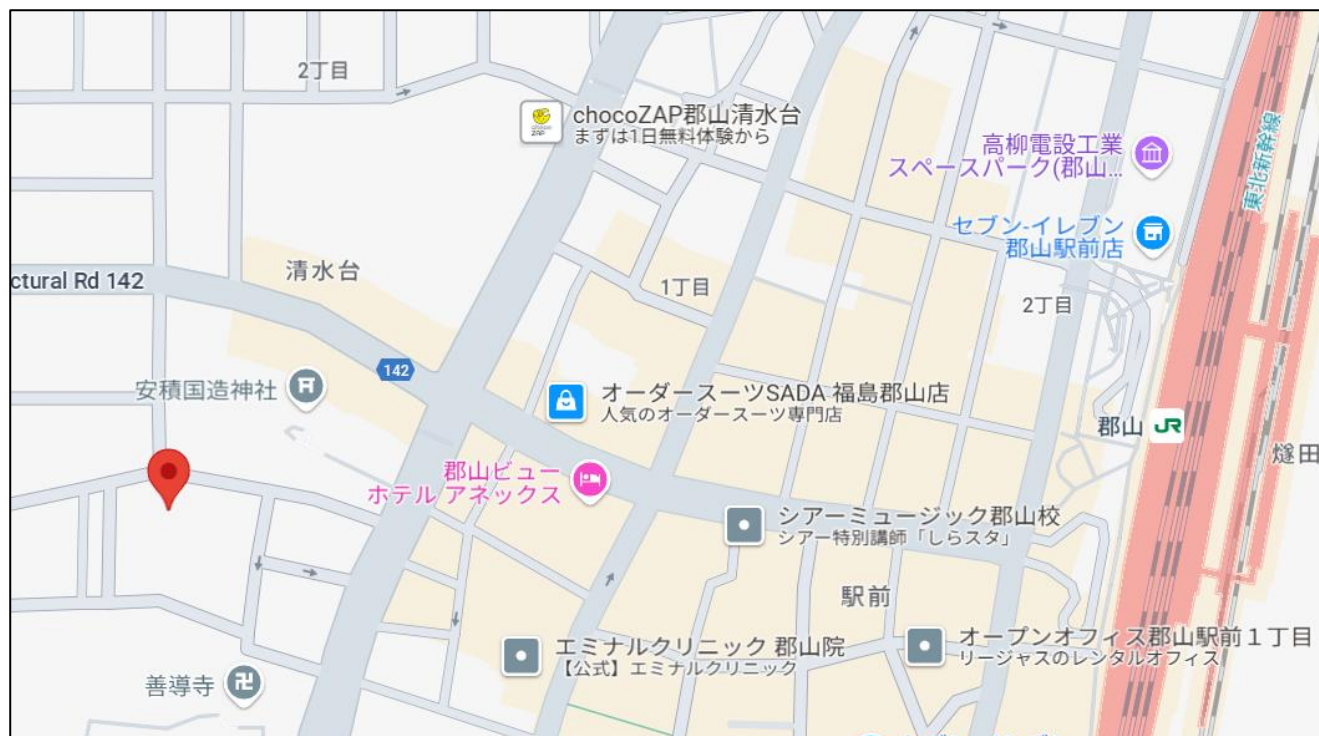 2丁目
chocoZAP郡山清水台
まずは1日無料体験から
高柳電設工業
スペースパーク(郡山...
東北新幹線
セブン-イレブン
郡山駅前店
清水台
ctural Rd 142
1丁目
2丁目
142
安積国造神社
オーダースーツSADA 福島郡山店
人気のオーダースーツ専門店
郡山 JR
燧田
郡山ビュー
ホテル アネックス
シアーミュージック郡山校
シアー特別講師「しらスタ」
駅前
エミナルクリニック 郡山院
【公式】エミナルクリニック
オープンオフィス郡山駅前1丁目
リージャスのレンタルオフィス
善導寺